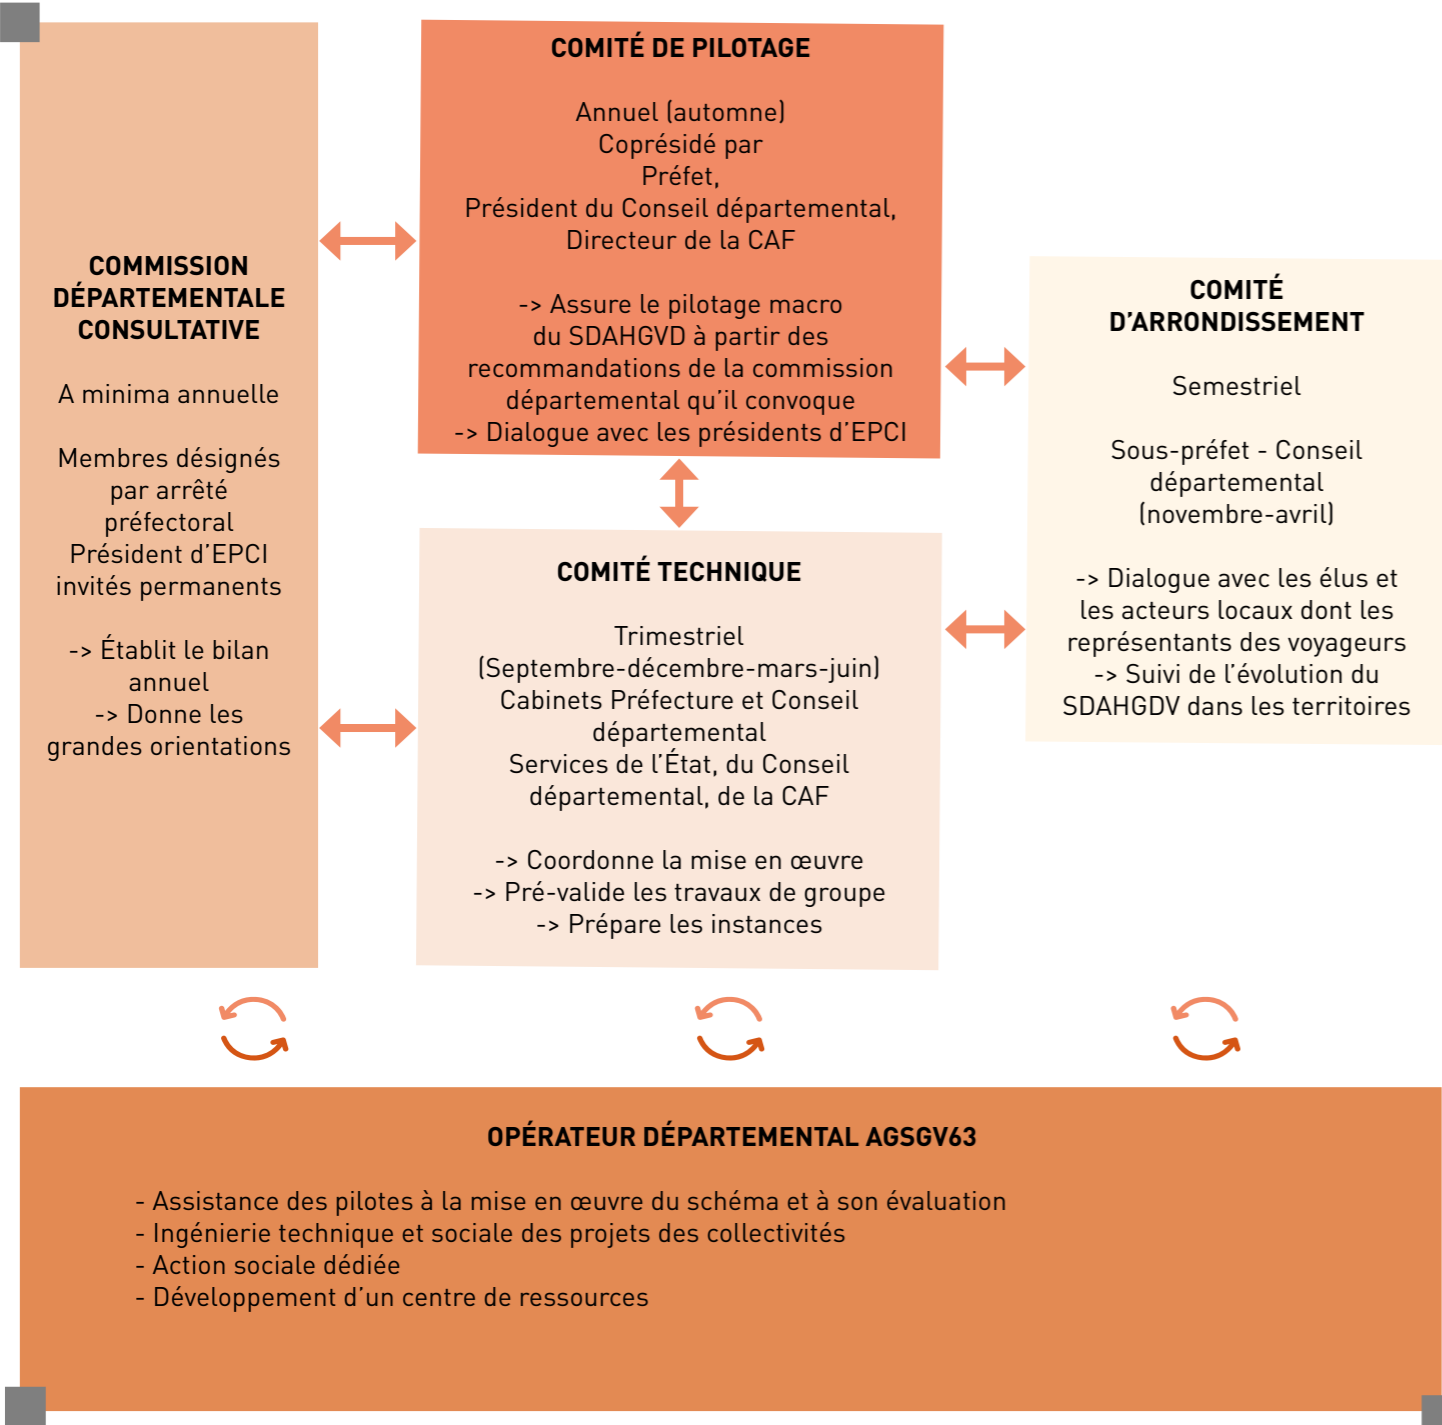 COMMISSION
DÉPARTEMENTALE
CONSULTATIVE
A minima annuelle
Membres désignés
par arrêté
préfectoral
Président d’EPCI
invités permanents
-> Établit le bilan
annuel
-> Donne les
grandes orientations
COMITÉ DE PILOTAGE
Annuel (automne)
Coprésidé par
Préfet,
Président du Conseil départemental,
Directeur de la CAF
-> Assure le pilotage macro
du SDAHGVD à partir des
recommandations de la commission
départemental qu’il convoque
-> Dialogue avec les présidents d’EPCI
COMITÉ TECHNIQUE
Trimestriel
(Septembre-décembre-mars-juin)
Cabinets Préfecture et Conseil
départemental
Services de l’État, du Conseil
départemental, de la CAF
-> Coordonne la mise en œuvre
-> Pré-valide les travaux de groupe
-> Prépare les instances
COMITÉ
D’ARRONDISSEMENT
Semestriel
Sous-préfet - Conseil
départemental
(novembre-avril)
-> Dialogue avec les élus et
les acteurs locaux dont les
représentants des voyageurs
-> Suivi de l’évolution du
SDAHGDV dans les territoires
OPÉRATEUR DÉPARTEMENTAL AGSGV63
- Assistance des pilotes à la mise en œuvre du schéma et à son évaluation
- Ingénierie technique et sociale des projets des collectivités
- Action sociale dédiée
- Développement d’un centre de ressources